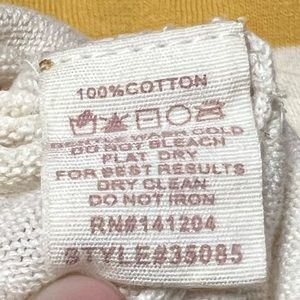 100%COTTON
WARM COLD
DO NOT BLEACH
FLAT DRY
FOR BEST RESULTS
DRY CLEAN
DO NOT IRON
RN#141204
STYLE#35085